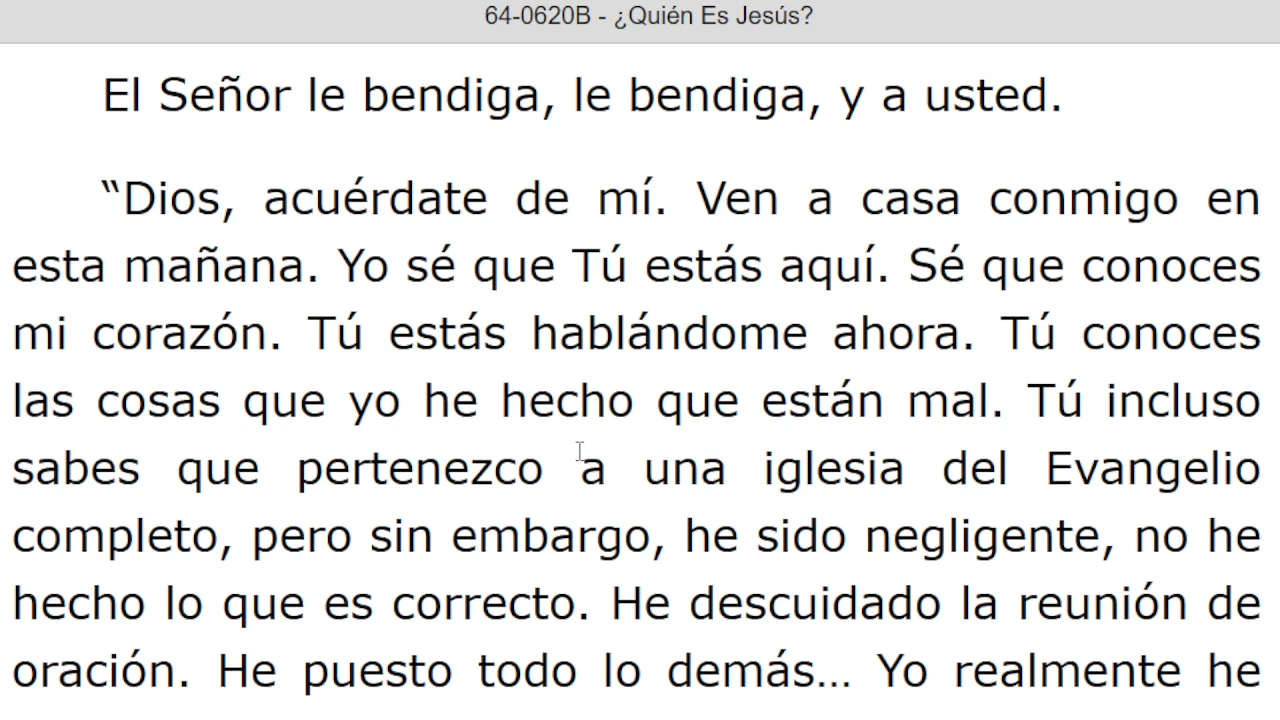 64-0620B - ¿Quién Es Jesús?
El Señor le bendiga, le bendiga, y a usted.
“Dios, acuérdate de mí. Ven a casa conmigo en
esta mañana. Yo sé que Tú estás aquí. Sé que conoces
mi corazón. Tú estás hablándome ahora. Tú conoces
las cosas que yo he hecho que están mal. Tú incluso
sabes que pertenezco a una iglesia del Evangelio
completo, pero sin embargo, he sido negligente, no he
hecho lo que es correcto. He descuidado la reunión de
oración. He puesto todo lo demás... Yo realmente he